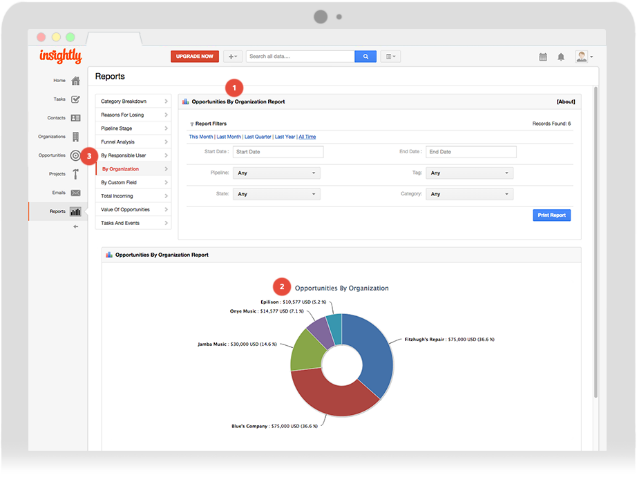 insightly
UPGRADE NOW
Search all data....
Home
Tasks
Contacts
Organizations
Opportunities
Projects
Emails
Reports
Reports
Category Breakdown
Reasons For Losing
Pipeline Stage
Funnel Analysis
3
By Responsible User
By Organization
By Custom Field
Total Incoming
Value Of Opportunities
Tasks And Events
1
Opportunities By Organization Report
[About]
Report Filters
Records Found: 6
This Month | Last Month | Last Quarter | Last Year | All Time
Start Date :
Start Date
End Date :
End Date
Pipeline:
Any
Tag:
Any
State:
Any
Category:
Any
Print Report
Opportunities By Organization Report
2
Opportunities By Organization
Epilison : $10,577 USD (5.2 %)
Onyo Music : $14,577 USD (7.1 %)
Jamba Music : $30,000 USD (14.6 %)
Fitzhugh's Repair : $75,000 USD (36.6 %)
Blue's Company : $75,000 USD (36.6 %)